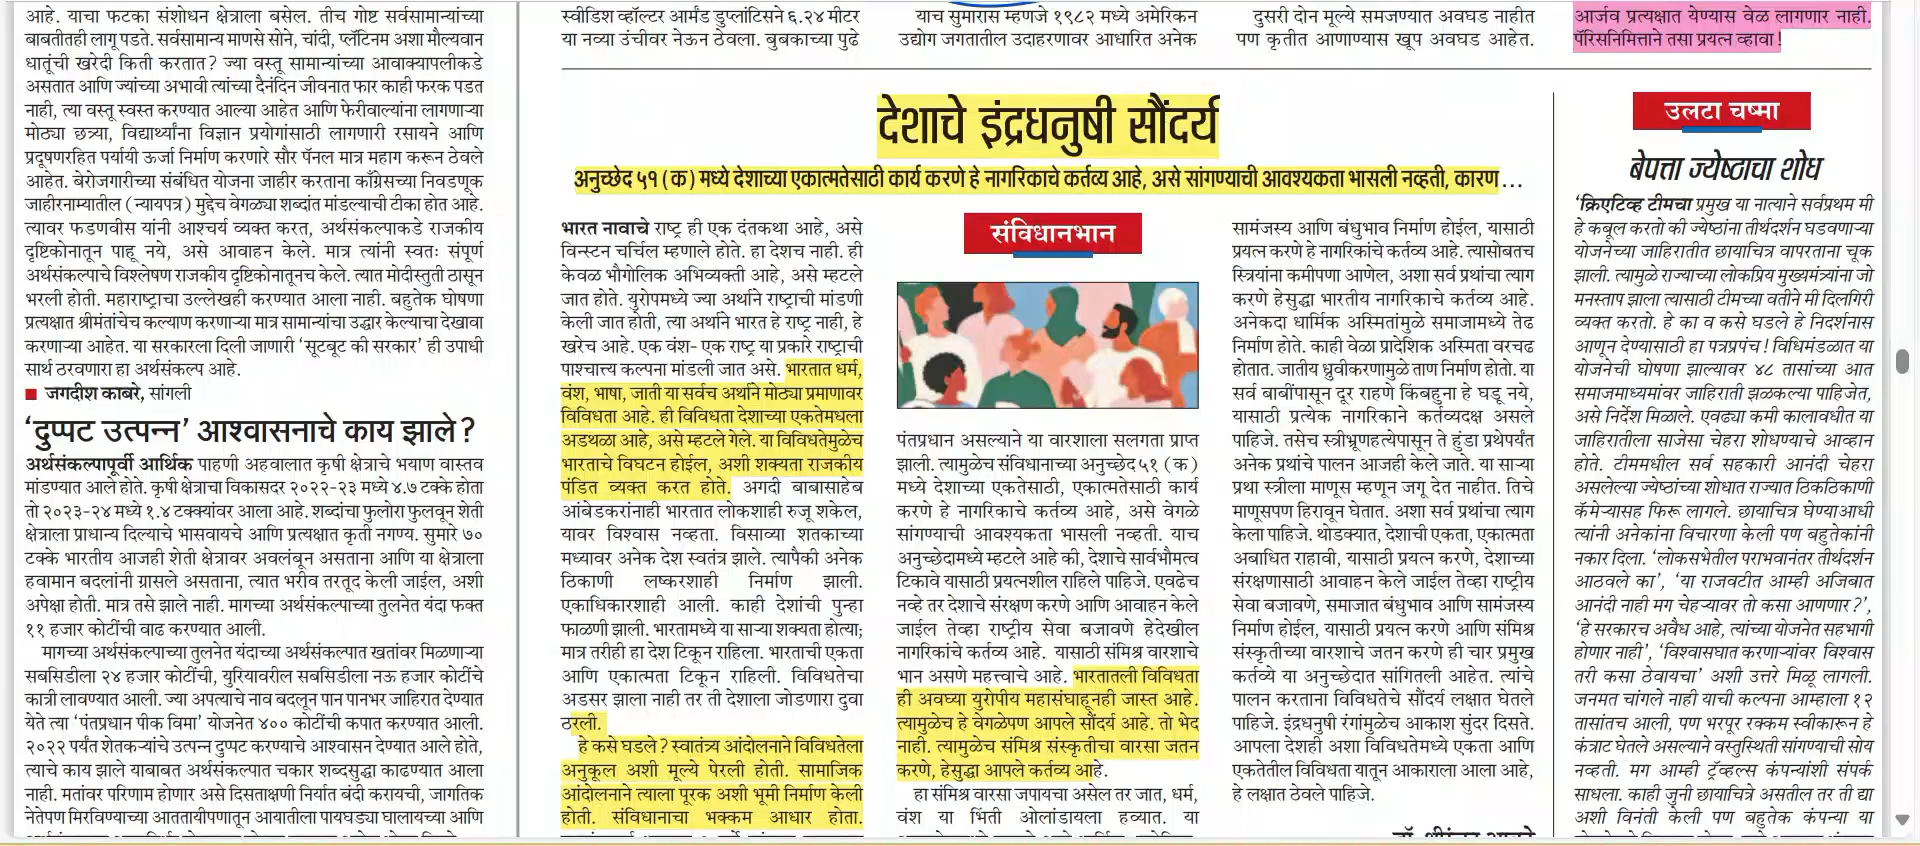 आहे. याचा फटका संशोधन क्षेत्राला बसेल. तीच गोष्ट सर्वसामान्यांच्या
बाबतीतही लागू पडते. सर्वसामान्य माणसे सोने, चांदी, प्लॅटिनम अशा मौल्यवान
धातूंची खरेदी किती करतात? ज्या वस्तू सामान्यांच्या आवाक्यापलीकडे
असतात आणि ज्यांच्या अभावी त्यांच्या दैनंदिन जीवनात फार काही फरक पडत
नाही, त्या वस्तू स्वस्त करण्यात आल्या आहेत आणि फेरीवाल्यांना लागणाऱ्या
मोठ्या छत्र्या, विद्यार्थ्यांना विज्ञान प्रयोगांसाठी लागणारी रसायने आणि
प्रदूषणरहित पर्यायी ऊर्जा निर्माण करणारे सौर पॅनल मात्र महाग करून ठेवले
आहेत. बेरोजगारीच्या संबंधित योजना जाहीर करताना काँग्रेसच्या निवडणूक
जाहीरनाम्यातील (न्यायपत्र) मुद्देच वेगळ्या शब्दांत मांडल्याची टीका होत आहे.
त्यावर फडणवीस यांनी आश्चर्य व्यक्त करत, अर्थसंकल्पाकडे राजकीय
दृष्टिकोनातून पाहू नये, असे आवाहन केले. मात्र त्यांनी स्वतः संपूर्ण
अर्थसंकल्पाचे विश्लेषण राजकीय दृष्टिकोनातूनच केले. त्यात मोदीस्तुती ठासून
भरली होती. महाराष्ट्राचा उल्लेखही करण्यात आला नाही. बहुतेक घोषणा
प्रत्यक्षात श्रीमंतांचेच कल्याण करणाऱ्या मात्र सामान्यांचा उद्धार केल्याचा देखावा
करणाऱ्या आहेत. या सरकारला दिली जाणारी ‘सूटबूट की सरकार’ ही उपाधी
सार्थ ठरवणारा हा अर्थसंकल्प आहे.
■ जगदीश काबरे, सांगली
‘दुप्पट उत्पन्न’ आश्वासनाचे काय झाले?
अर्थसंकल्पापूर्वी आर्थिक पाहणी अहवालात कृषी क्षेत्राचे भयाण वास्तव
मांडण्यात आले होते. कृषी क्षेत्राचा विकासदर २०२२-२३ मध्ये ४.७ टक्के होता
तो २०२३-२४ मध्ये १.४ टक्क्यांवर आला आहे. शब्दांचा फुलोरा फुलवून शेती
क्षेत्राला प्राधान्य दिल्याचे भासवायचे आणि प्रत्यक्षात कृती नगण्य. सुमारे ७०
टक्के भारतीय आजही शेती क्षेत्रावर अवलंबून असताना आणि या क्षेत्राला
हवामान बदलांनी ग्रासले असताना, त्यात भरीव तरतूद केली जाईल, अशी
अपेक्षा होती. मात्र तसे झाले नाही. मागच्या अर्थसंकल्पाच्या तुलनेत यंदा फक्त
११ हजार कोटींची वाढ करण्यात आली.
मागच्या अर्थसंकल्पाच्या तुलनेत यंदाच्या अर्थसंकल्पात खतांवर मिळणाऱ्या
सबसिडीला २४ हजार कोटींची, युरियावरील सबसिडीला नऊ हजार कोटींचे
कात्री लावण्यात आली. ज्या अपत्याचे नाव बदलून पान पानभर जाहिरात देण्यात
येते त्या ‘पंतप्रधान पीक विमा’ योजनेत ४०० कोटींची कपात करण्यात आली.
२०२२ पर्यंत शेतकऱ्यांचे उत्पन्न दुप्पट करण्याचे आश्वासन देण्यात आले होते,
त्याचे काय झाले याबाबत अर्थसंकल्पात चकार शब्दसुद्धा काढण्यात आला
नाही. मतांवर परिणाम होणार असे दिसताक्षणी निर्यात बंदी करायची, जागतिक
नेतेपण मिरविण्याच्या आततायीपणातून आयातीला पायघड्या घालायच्या आणि
स्वीडिश व्हॉल्टर आर्मंड डुप्लांटिसने ६.२४ मीटर
या नव्या उंचीवर नेऊन ठेवला. बुबकाच्या पुढे
याच सुमारास म्हणजे १९८२ मध्ये अमेरिकन
उद्योग जगतातील उदाहरणावर आधारित अनेक
दुसरी दोन मूल्ये समजण्यात अवघड नाहीत
पण कृतीत आणाण्यास खूप अवघड आहेत.
आर्जव प्रत्यक्षात येण्यास वेळ लागणार नाही.
पॅरिसनिमित्ताने तसा प्रयत्न व्हावा!
देशाचे इंद्रधनुषी सौंदर्य
अनुच्छेद ५१ (क) मध्ये देशाच्या एकात्मतेसाठी कार्य करणे हे नागरिकाचे कर्तव्य आहे, असे सांगण्याची आवश्यकता भासली नव्हती, कारण...
भारत नावाचे राष्ट्र ही एक दंतकथा आहे, असे
विन्स्टन चर्चिल म्हणाले होते. हा देशच नाही. ही
केवळ भौगोलिक अभिव्यक्ती आहे, असे म्हटले
जात होते. युरोपमध्ये ज्या अर्थाने राष्ट्राची मांडणी
केली जात होती, त्या अर्थाने भारत हे राष्ट्र नाही, हे
खरेच आहे. एक वंश- एक राष्ट्र या प्रकारे राष्ट्राची
पाश्चात्त्य कल्पना मांडली जात असे. भारतात धर्म,
वंश, भाषा, जाती या सर्वच अर्थाने मोठ्या प्रमाणावर
विविधता आहे. ही विविधता देशाच्या एकतेमधला
अडथळा आहे, असे म्हटले गेले. या विविधतेमुळेच
भारताचे विघटन होईल, अशी शक्यता राजकीय
पंडित व्यक्त करत होते. अगदी बाबासाहेब
आंबेडकरांनाही भारतात लोकशाही रुजू शकेल,
यावर विश्वास नव्हता. विसाव्या शतकाच्या
मध्यावर अनेक देश स्वतंत्र झाले. त्यापैकी अनेक
ठिकाणी लष्करशाही निर्माण झाली.
एकाधिकारशाही आली. काही देशांची पुन्हा
फाळणी झाली. भारतामध्ये या साऱ्या शक्यता होत्या;
मात्र तरीही हा देश टिकून राहिला. भारताची एकता
आणि एकात्मता टिकून राहिली. विविधतेचा
अडसर झाला नाही तर ती देशाला जोडणारा दुवा
ठरली.
हे कसे घडले? स्वातंत्र्य आंदोलनाने विविधतेला
अनुकूल अशी मूल्ये पेरली होती. सामाजिक
आंदोलनाने त्याला पूरक अशी भूमी निर्माण केली
होती. संविधानाचा भक्कम आधार होता.
संविधानभान
पंतप्रधान असल्याने या वारशाला सलगता प्राप्त
झाली. त्यामुळेच संविधानाच्या अनुच्छेद ५१ (क)
मध्ये देशाच्या एकतेसाठी, एकात्मतेसाठी कार्य
करणे हे नागरिकाचे कर्तव्य आहे, असे वेगळे
सांगण्याची आवश्यकता भासली नव्हती. याच
अनुच्छेदामध्ये म्हटले आहे की, देशाचे सार्वभौमत्व
टिकावे यासाठी प्रयत्नशील राहिले पाहिजे. एवढेच
नव्हे तर देशाचे संरक्षण करणे आणि आवाहन केले
जाईल तेव्हा राष्ट्रीय सेवा बजावणे हेदेखील
नागरिकांचे कर्तव्य आहे. यासाठी संमिश्र वारशाचे
भान असणे महत्त्वाचे आहे. भारतातली विविधता
ही अवघ्या युरोपीय महासंघाहूनही जास्त आहे.
त्यामुळेच हे वेगळेपण आपले सौंदर्य आहे. तो भेद
नाही. त्यामुळेच संमिश्र संस्कृतीचा वारसा जतन
करणे, हेसुद्धा आपले कर्तव्य आहे.
हा संमिश्र वारसा जपायचा असेल तर जात, धर्म,
वंश या भिंती ओलांडायला हव्यात. या
सामंजस्य आणि बंधुभाव निर्माण होईल, यासाठी
प्रयत्न करणे हे नागरिकाचे कर्तव्य आहे. त्यासोबतच
स्त्रियांना कमीपणा आणेल, अशा सर्व प्रथांचा त्याग
करणे हेसुद्धा भारतीय नागरिकाचे कर्तव्य आहे.
अनेकदा धार्मिक अस्मितांमुळे समाजामध्ये तेढ
निर्माण होते. काही वेळा प्रादेशिक अस्मिता वरचढ
होतात. जातीय ध्रुवीकरणामुळे ताण निर्माण होतो. या
सर्व बाबींपासून दूर राहणे किंबहुना हे घडू नये,
यासाठी प्रत्येक नागरिकाने कर्तव्यदक्ष असले
पाहिजे. तसेच स्त्रीभ्रूणहत्येपासून ते हुंडा प्रथेपर्यंत
अनेक प्रथांचे पालन आजही केले जाते. या साऱ्या
प्रथा स्त्रीला माणूस म्हणून जगू देत नाहीत. तिचे
माणूसपण हिरावून घेतात. अशा सर्व प्रथांचा त्याग
केला पाहिजे. थोडक्यात, देशाची एकता, एकात्मता
अबाधित राहावी, यासाठी प्रयत्न करणे, देशाच्या
संरक्षणासाठी आवाहन केले जाईल तेव्हा राष्ट्रीय
सेवा बजावणे, समाजात बंधुभाव आणि सामंजस्य
निर्माण होईल, यासाठी प्रयत्न करणे आणि संमिश्र
संस्कृतीच्या वारशाचे जतन करणे ही चार प्रमुख
कर्तव्ये या अनुच्छेदात सांगितली आहेत. त्यांचे
पालन करताना विविधतेचे सौंदर्य लक्षात घेतले
पाहिजे. इंद्रधनुषी रंगांमुळेच आकाश सुंदर दिसते.
आपला देशही अशा विविधतेमध्ये एकता आणि
एकतेतील विविधता यातून आकाराला आला आहे,
हे लक्षात ठेवले पाहिजे.
उलटा चष्मा
बेपत्ता ज्येष्ठाचा शोध
‘क्रिएटिव्ह टीमचा प्रमुख या नात्याने सर्वप्रथम मी
हे कबूल करतो की ज्येष्ठांना तीर्थदर्शन घडवणाऱ्या
योजनेच्या जाहिरातीत छायाचित्र वापरताना चूक
झाली. त्यामुळे राज्याच्या लोकप्रिय मुख्यमंत्र्यांना जो
मनस्ताप झाला त्यासाठी टीमच्या वतीने मी दिलगिरी
व्यक्त करतो. हे का व कसे घडले हे निदर्शनास
आणून देण्यासाठी हा पत्रप्रपंच! विधिमंडळात या
योजनेची घोषणा झाल्यावर ४८ तासांच्या आत
समाजमाध्यमांवर जाहिराती झळकल्या पाहिजेत,
असे निर्देश मिळाले. एवढ्या कमी कालावधीत या
जाहिरातीला साजेसा चेहरा शोधण्याचे आव्हान
होते. टीममधील सर्व सहकारी आनंदी चेहरा
असलेल्या ज्येष्ठांच्या शोधात राज्यात ठिकठिकाणी
कॅमेऱ्यासह फिरू लागले. छायाचित्र घेण्याआधी
त्यांनी अनेकांना विचारणा केली पण बहुतेकांनी
नकार दिला. ‘लोकसभेतील पराभवानंतर तीर्थदर्शन
आठवले का’, ‘या राजवटीत आम्ही अजिबात
आनंदी नाही मग चेहऱ्यावर तो कसा आणणार?’,
‘हे सरकारच अवैध आहे, त्यांच्या योजनेत सहभागी
होणार नाही’, ‘विश्वासघात करणाऱ्यांवर विश्वास
तरी कसा ठेवायचा’ अशी उत्तरे मिळू लागली.
जनमत चांगले नाही याची कल्पना आम्हाला १२
तासांतच आली, पण भरपूर रक्कम स्वीकारून हे
कंत्राट घेतले असल्याने वस्तुस्थिती सांगण्याची सोय
नव्हती. मग आम्ही ट्रॅव्हल्स कंपन्यांशी संपर्क
साधला. काही जुनी छायाचित्रे असतील तर ती द्या
अशी विनंती केली पण बहुतेक कंपन्या या